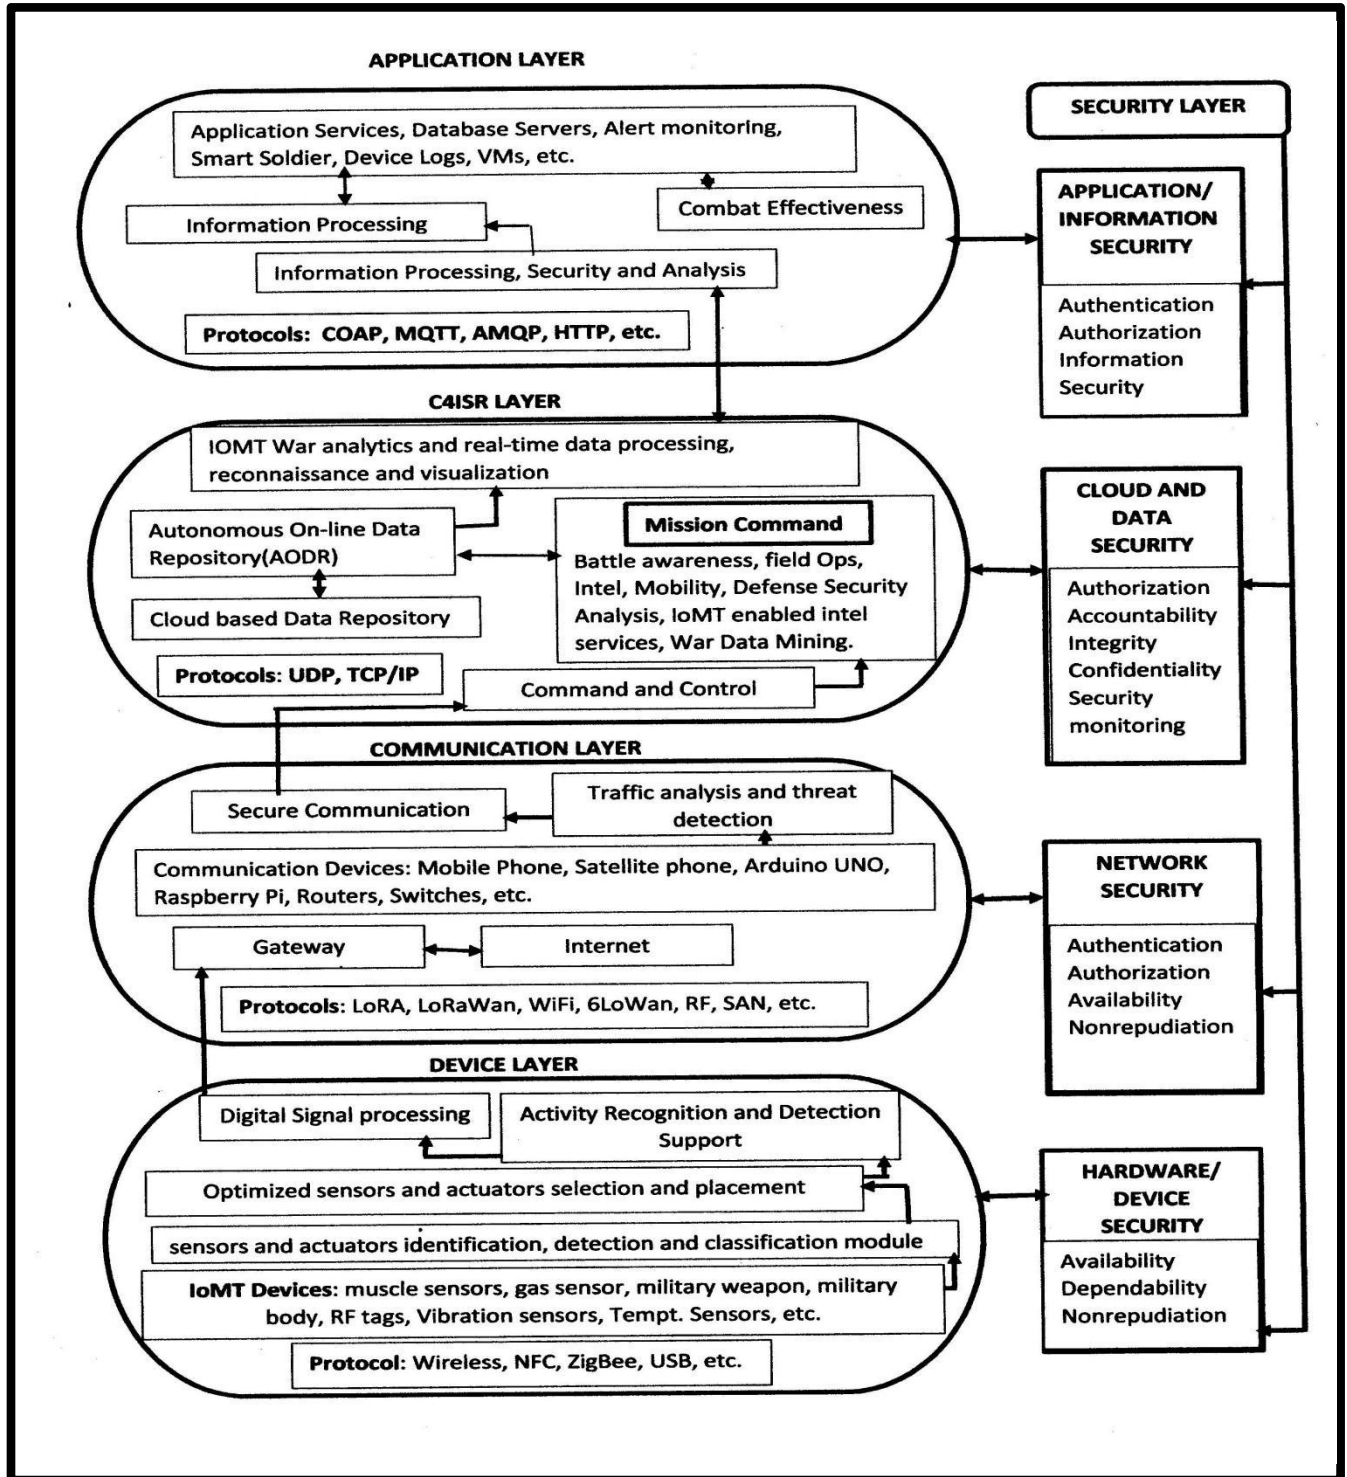 APPLICATION LAYER
Application Services, Database Servers, Alert monitoring,
Smart Soldier, Device Logs, VMs, etc.
Combat Effectiveness
Information Processing
Information Processing, Security and Analysis
Protocols: COAP, MQTT, AMQP, HTTP, etc.
C4ISR LAYER
IOMT War analytics and real-time data processing,
reconnaissance and visualization
Autonomous On-line Data
Repository(AODR)
Cloud based Data Repository
Mission Command
Battle awareness, field Ops,
Intel, Mobility, Defense Security
Analysis, IoMT enabled intel
services, War Data Mining.
Protocols: UDP, TCP/IP
Command and Control
COMMUNICATION LAYER
Secure Communication
Traffic analysis and threat
detection
Communication Devices: Mobile Phone, Satellite phone, Arduino UNO,
Raspberry Pi, Routers, Switches, etc.
Gateway
Internet
Protocols: LoRA, LoRaWan, WiFi, 6LoWan, RF, SAN, etc.
DEVICE LAYER
Digital Signal processing
Activity Recognition and Detection
Support
Optimized sensors and actuators selection and placement
sensors and actuators identification, detection and classification module
IoMT Devices: muscle sensors, gas sensor, military weapon, military
body, RF tags, Vibration sensors, Tempt. Sensors, etc.
Protocol: Wireless, NFC, ZigBee, USB, etc.
SECURITY LAYER
APPLICATION/
INFORMATION
SECURITY
Authentication
Authorization
Information
Security
CLOUD AND
DATA
SECURITY
Authorization
Accountability
Integrity
Confidentiality
Security
monitoring
NETWORK
SECURITY
Authentication
Authorization
Availability
Nonrepudiation
HARDWARE/
DEVICE
SECURITY
Availability
Dependability
Nonrepudiation